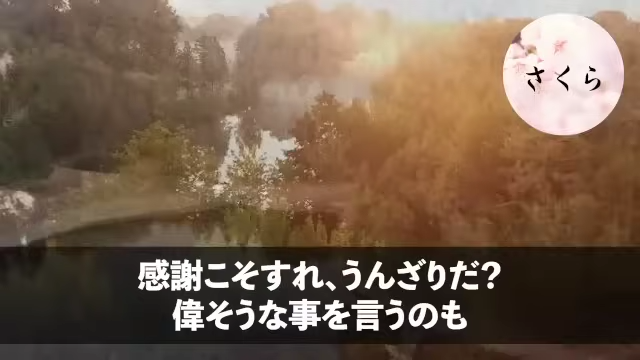 さくら
感謝こそすれ、うんざりだ？
偉そうな事を言うのも